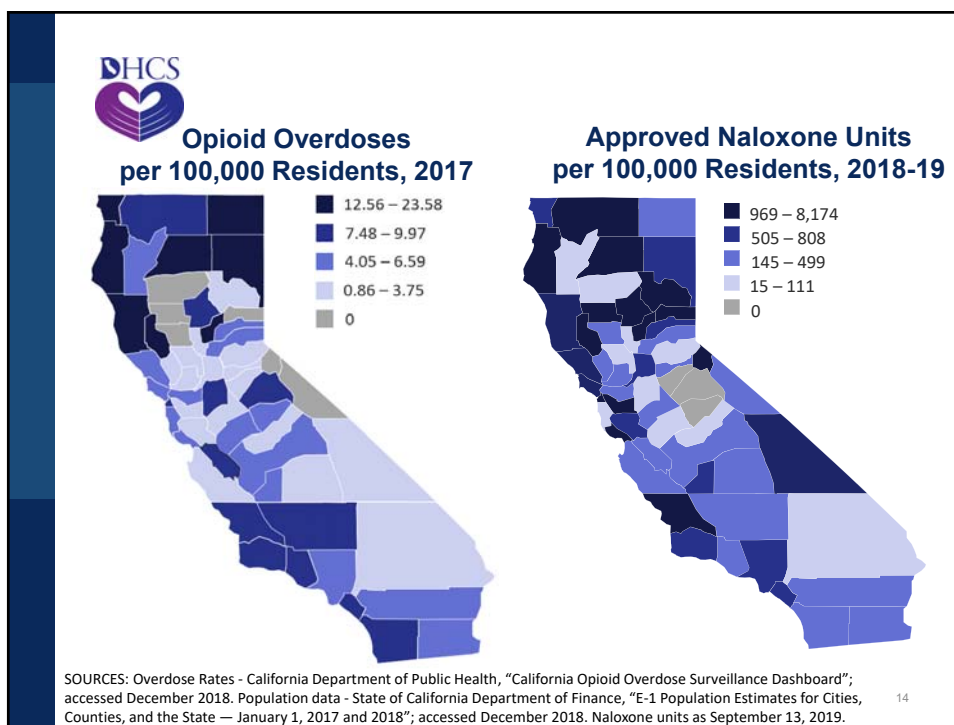 DHCS
Opioid Overdoses
per 100,000 Residents, 2017
12.56 – 23.58
7.48 – 9.97
4.05 – 6.59
0.86 – 3.75
0
Approved Naloxone Units
per 100,000 Residents, 2018-19
969 – 8,174
505 – 808
145 – 499
15 – 111
0
SOURCES: Overdose Rates - California Department of Public Health, “California Opioid Overdose Surveillance Dashboard”;
accessed December 2018. Population data - State of California Department of Finance, “E-1 Population Estimates for Cities,
Counties, and the State — January 1, 2017 and 2018”; accessed December 2018. Naloxone units as September 13, 2019.
14